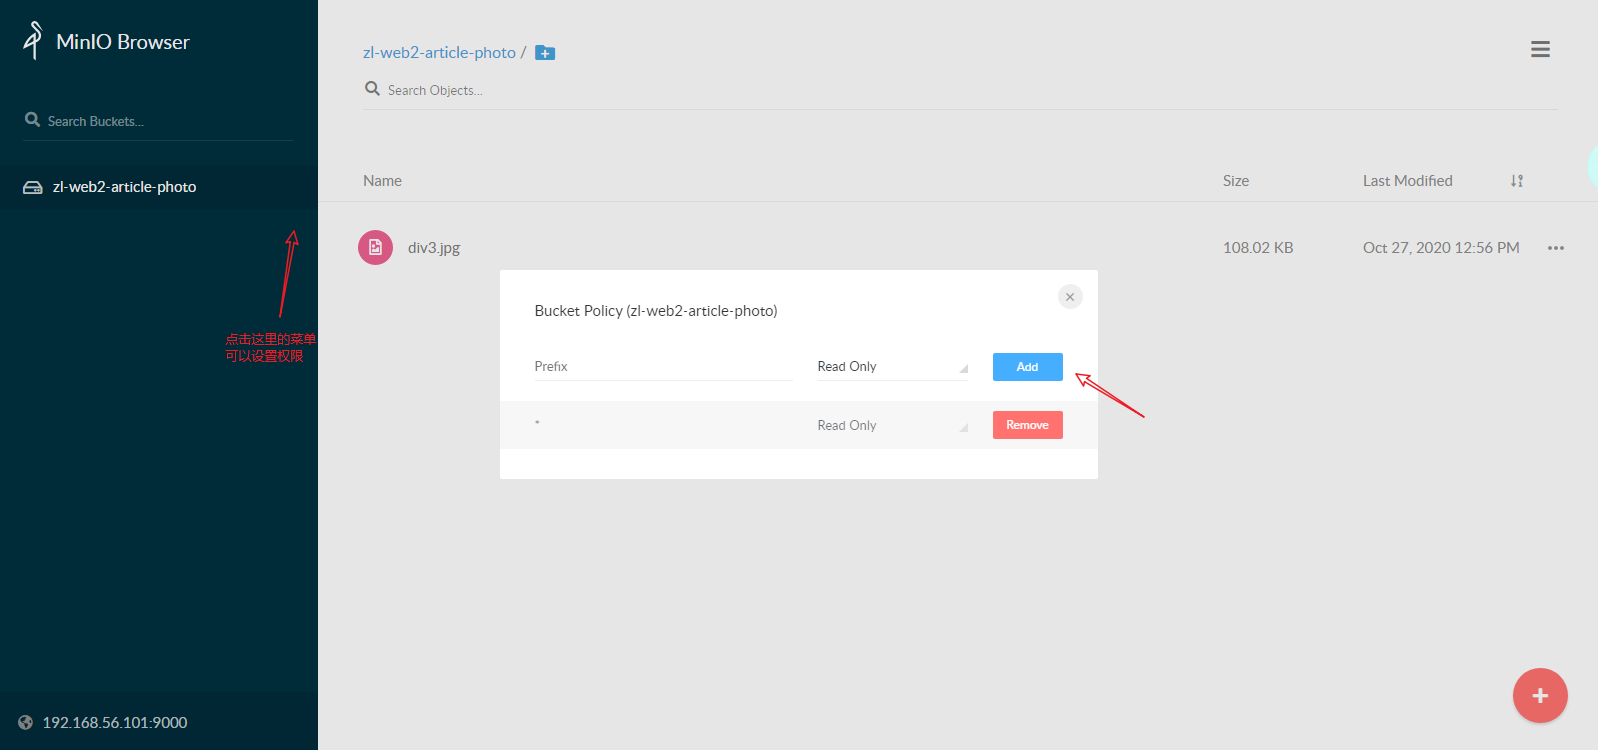 MinIO Browser
Search Buckets...
zl-web2-article-photo
点击这里的菜单
可以设置权限
192.168.56.101:9000
zl-web2-article-photo /
Search Objects...
Name Size Last Modified
div3.jpg 108.02 KB Oct 27, 2020 12:56 PM
Bucket Policy (zl-web2-article-photo)
Prefix Read Only Add
* Read Only Remove